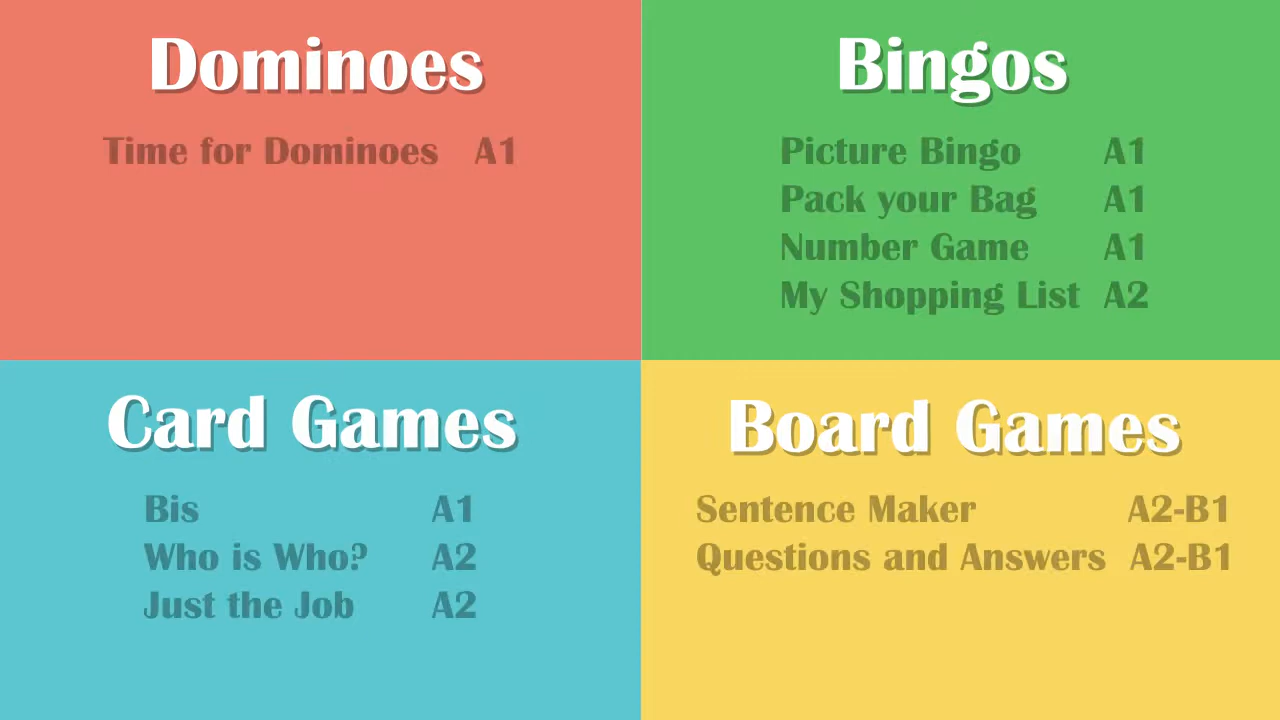 Dominoes
Time for Dominoes A1
Bingos
Picture Bingo A1
Pack your Bag A1
Number Game A1
My Shopping List A2
Card Games
Bis A1
Who is Who? A2
Just the Job A2
Board Games
Sentence Maker A2-B1
Questions and Answers A2-B1